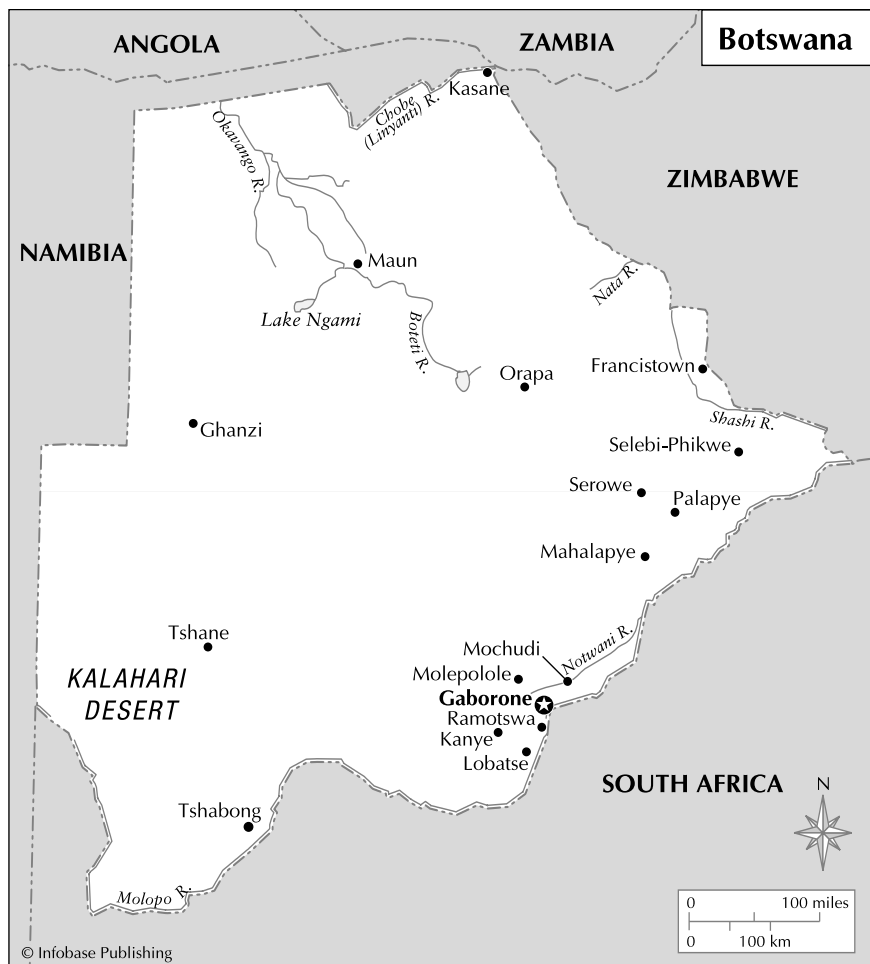 ANGOLA
ZAMBIA
Botswana
Kasane
Chobe
(Linyanti) R.
Okavango R.
ZIMBABWE
NAMIBIA
Maun
Nata R.
Lake Ngami
Boteti R.
Francistown
Orapa
Shashi R.
Ghanzi
Selebi-Phikwe
Serowe
Palapye
Mahalapye
Tshane
Notwani R.
Mochudi
Molepolole
KALAHARI
DESERT
Gaborone
Ramotswa
Kanye
Lobatse
SOUTH AFRICA
N
Tshabong
Molopo R.
0 100 miles
0 100 km
© Infobase Publishing